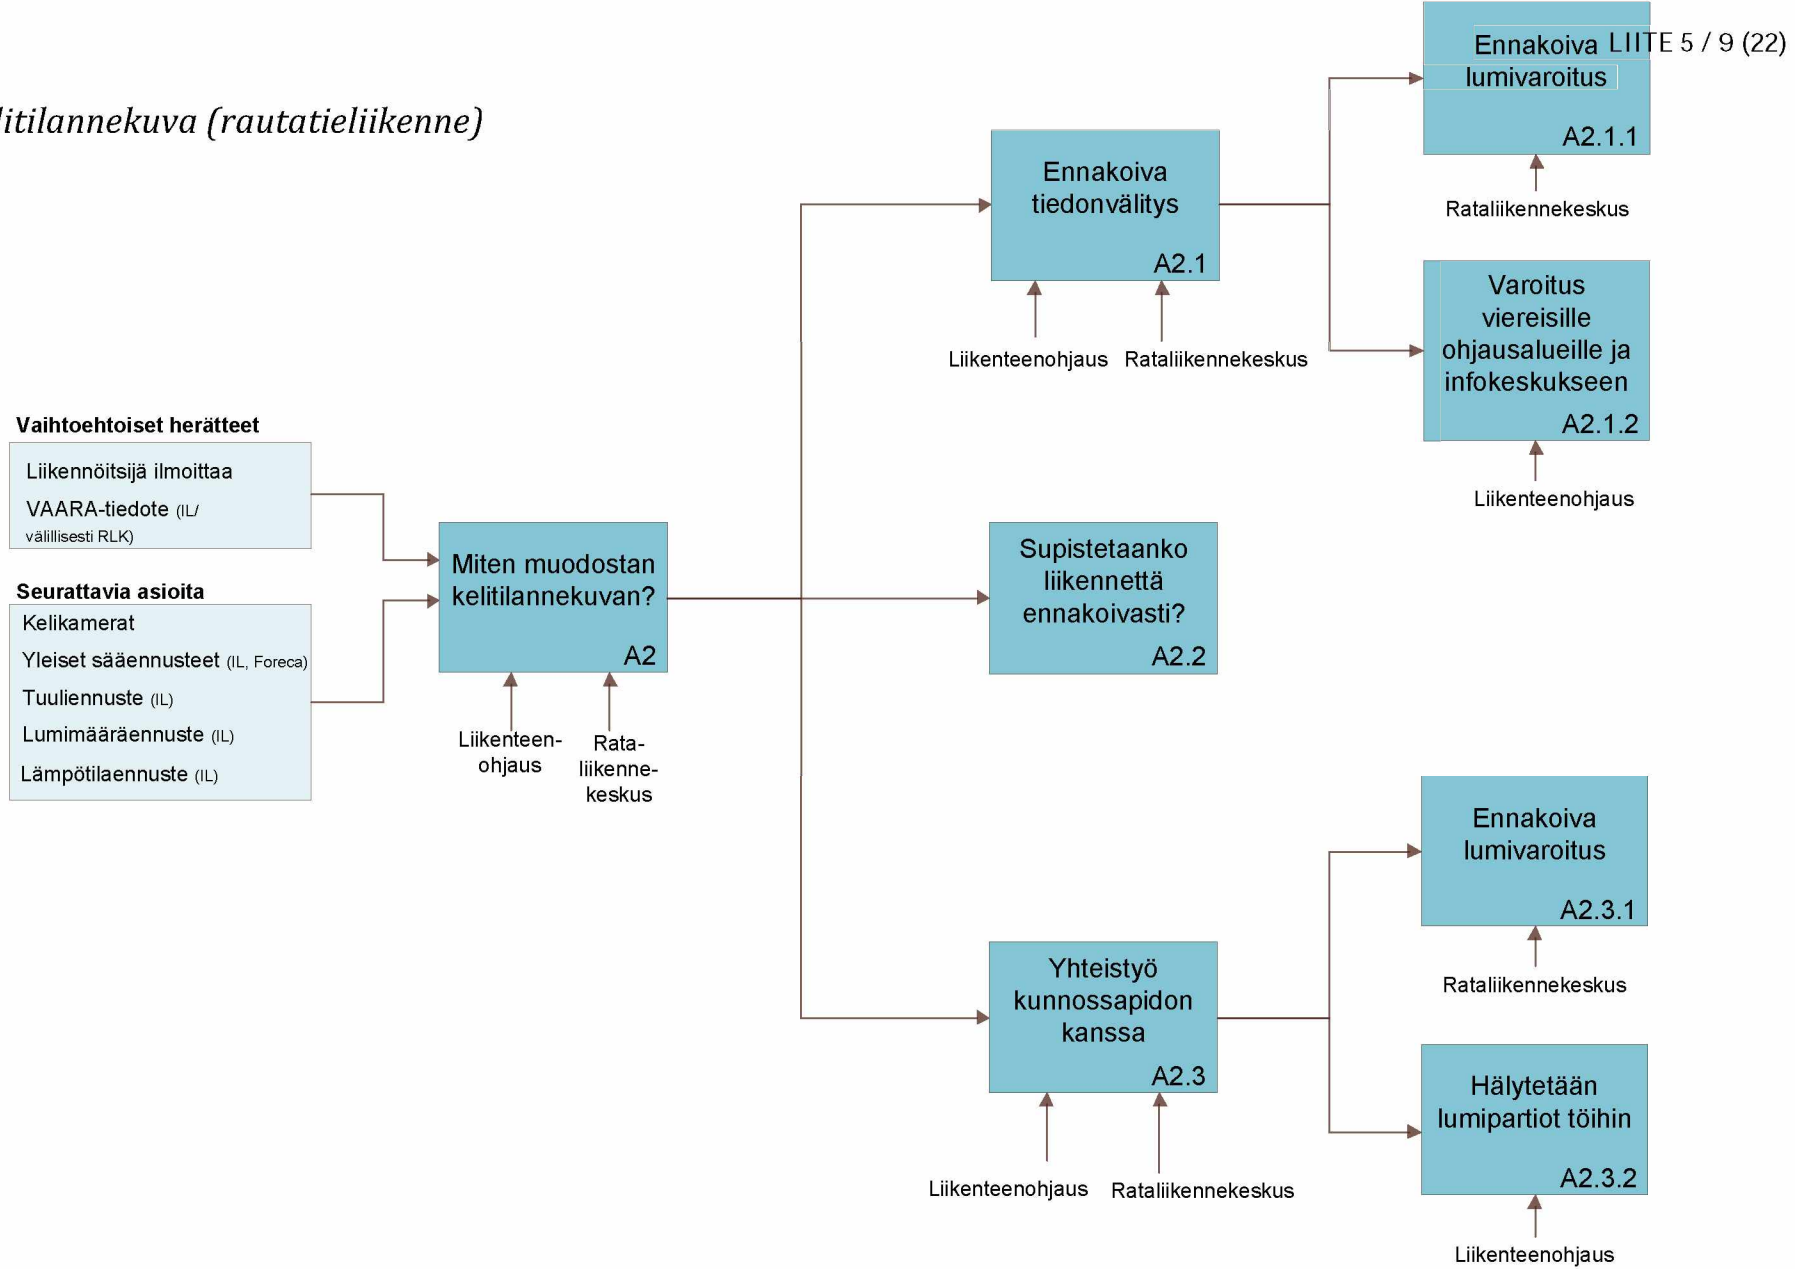 LIITE 5 / 9 (22)
litilannekuva (rautatieliikenne)
Vaihtoehtoiset herätteet
Liikennöitsijä ilmoittaa
VAARA-tiedote (IL/
välillisesti RLK)
Seurattavia asioita
Kelikamerat
Yleiset sääennusteet (IL, Foreca)
Tuuliennuste (IL)
Lumimääräennuste (IL)
Lämpötilaennuste (IL)
Miten muodostan
kelitilannekuvan?
A2
Liikenteen-
ohjaus
Rata-
liikenne-
keskus
Ennakoiva
tiedonvälitys
A2.1
Liikenteenohjaus
Rataliikennekeskus
Ennakoiva
lumivaroitus
A2.1.1
Rataliikennekeskus
Varoitus
viereisille
ohjausalueille ja
infokeskukseen
A2.1.2
Liikenteenohjaus
Supistetaanko
liikennettä
ennakoivasti?
A2.2
Yhteistyö
kunnossapidon
kanssa
A2.3
Liikenteenohjaus
Rataliikennekeskus
Ennakoiva
lumivaroitus
A2.3.1
Rataliikennekeskus
Hälytetään
lumipartiot töihin
A2.3.2
Liikenteenohjaus